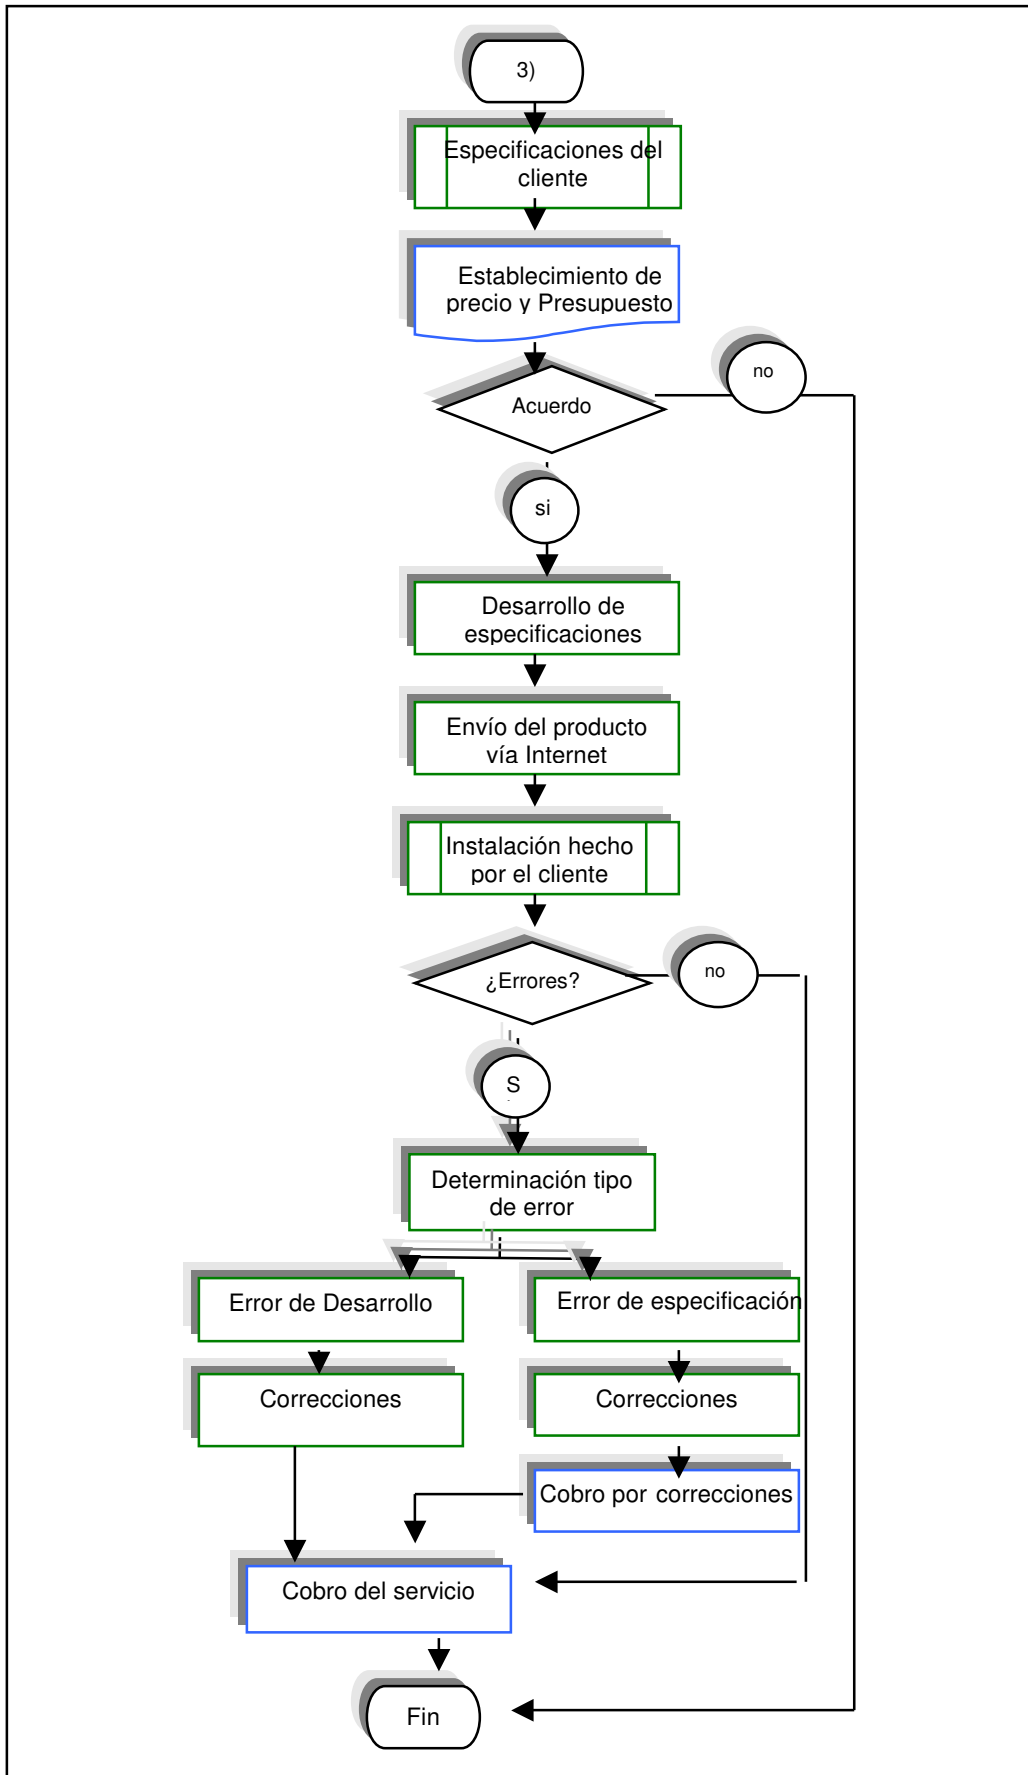 3)
Especificaciones del
cliente
Establecimiento de
precio y Presupuesto
Acuerdo
no
si
Desarrollo de
especificaciones
Envío del producto
vía Internet
Instalación hecho
por el cliente
¿Errores?
no
S
Determinación tipo
de error
Error de Desarrollo
Error de especificación
Correcciones
Correcciones
Cobro por correcciones
Cobro del servicio
Fin